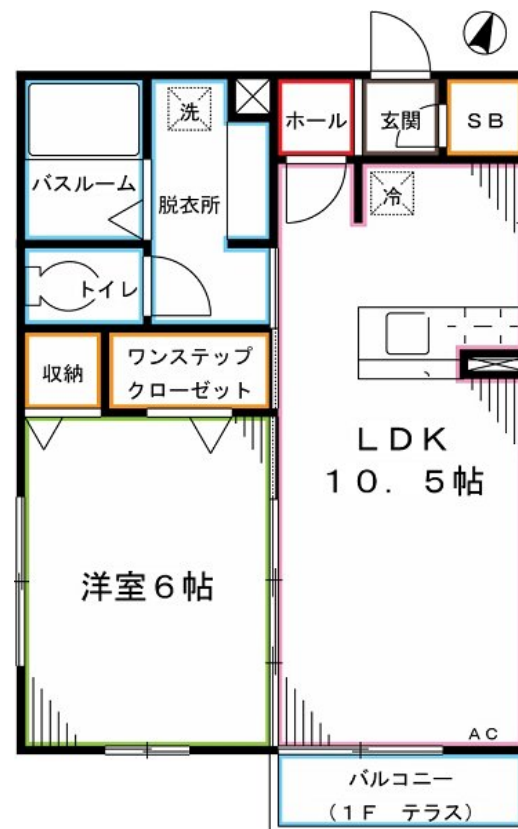 洗
ホール
玄関
ＳＢ
バスルーム
脱衣所
冷
トイレ
収納
ワンステップ
クローゼット
ＬＤＫ
１０．５帖
洋室６帖
ＡＣ
バルコニー
（１Ｆ　テラス）